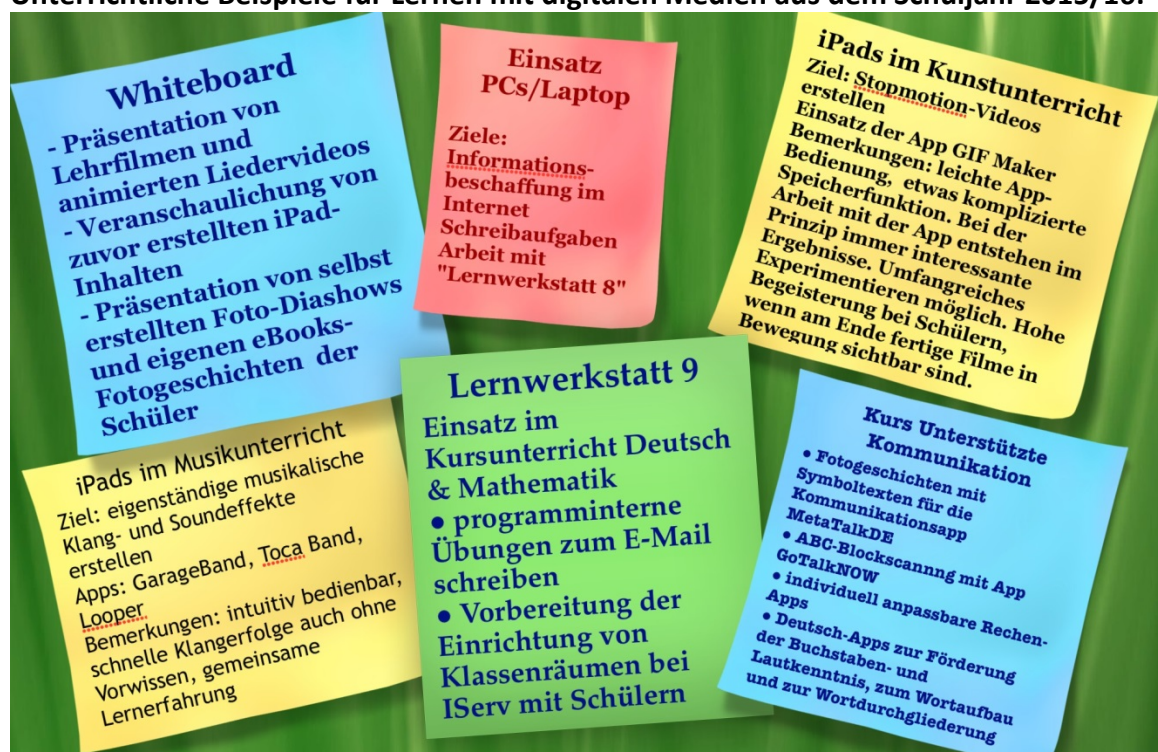 Unterrichtliche Beispiele für Lernen mit digitalen Medien aus dem Schuljahr 2015/16:
Whiteboard
- Präsentation von
Lehrfilmen und
animierten Liedervideos
- Veranschaulichung von
zuvor erstellten iPad-
Inhalten
- Präsentation von selbst
erstellten Foto-Diashows
und eigenen eBooks-
Fotogeschichten der
Schüler
Einsatz
PCs/Laptop
Ziele:
Informations-
beschaffung im
Internet
Schreibaufgaben
Arbeit mit
"Lernwerkstatt 8"
iPads im Kunstunterricht
Ziel: Stopmotion-Videos
erstellen
Einsatz der App GIF Maker
Bemerkungen: leichte App-
Bedienung, etwas komplizierte
Speicherfunktion. Bei der
Arbeit mit der App entstehen im
Prinzip immer interessante
Ergebnisse. Umfangreiches
Experimentieren möglich. Hohe
Begeisterung bei Schülern,
wenn am Ende fertige Filme in
Bewegung sichtbar sind.
iPads im Musikunterricht
Ziel: eigenständige musikalische
Klang- und Soundeffekte
erstellen
Apps: GarageBand, Toca Band,
Looper
Bemerkungen: intuitiv bedienbar,
schnelle Klangerfolge auch ohne
Vorwissen, gemeinsame
Lernerfahrung
Lernwerkstatt 9
Einsatz im
Kursunterricht Deutsch
& Mathematik
• programminterne
Übungen zum E-Mail
schreiben
• Vorbereitung der
Einrichtung von
Klassenräumen bei
IServ mit Schülern
Kurs Unterstützte
Kommunikation
• Fotogeschichten mit
Symboltexten für die
Kommunikationsapp
MetaTalkDE
• ABC-Blockscannng mit App
GoTalkNOW
• individuell anpassbare Rechen-
Apps
• Deutsch-Apps zur Förderung
der Buchstaben- und
Lautkenntnis, zum Wortaufbau
und zur Wortdurchgliederung